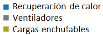 Recuperación de calor
Ventiladores
Cargas enchufables